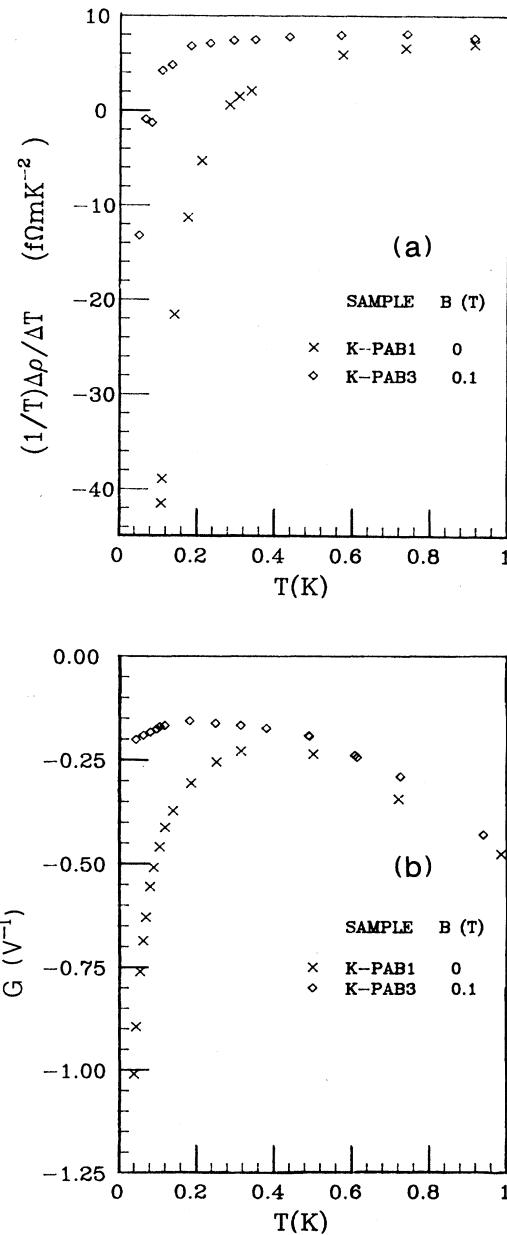 10
0
−10
−20
−30
−40
(1/T)Δρ/ΔT (fΩmK⁻²)
(a)
SAMPLE B (T)
× K--PAB1 0
◇ K-PAB3 0.1
0 0.2 0.4 0.6 0.8 1
T(K)
0.00
−0.25
−0.50
−0.75
−1.00
−1.25
G (V⁻¹)
(b)
SAMPLE B (T)
× K-PAB1 0
◇ K-PAB3 0.1
0 0.2 0.4 0.6 0.8 1
T(K)